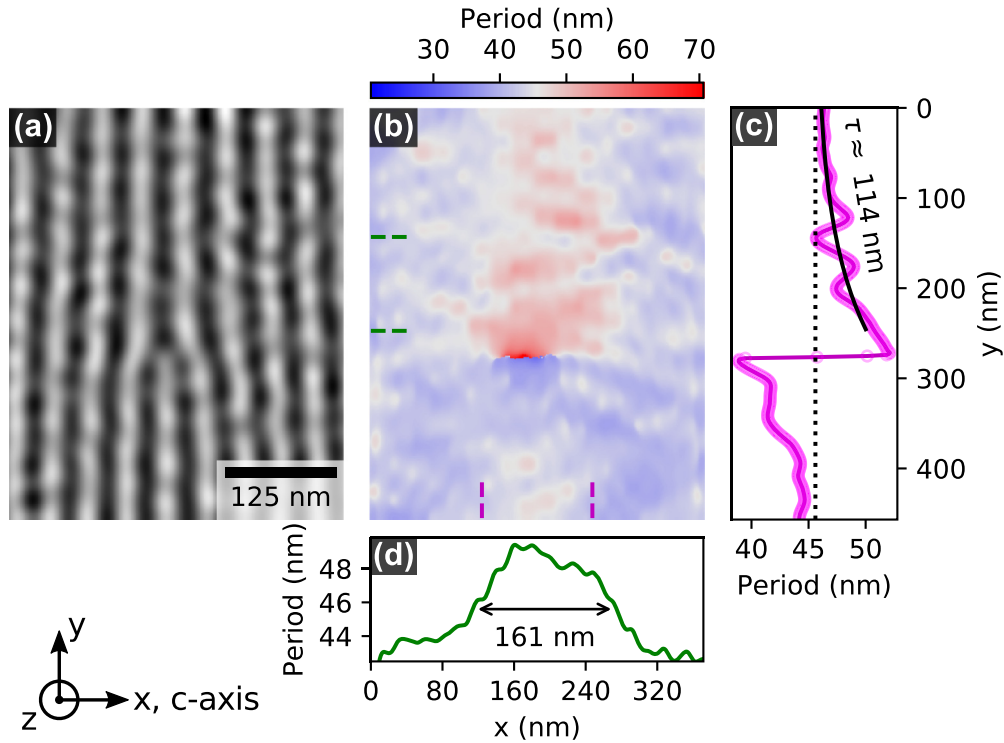 Period (nm)
30 40 50 60 70
(a)
125 nm
(b)
(c)
τ ≈ 114 nm
0
100
200
300
400
y (nm)
40 45 50
Period (nm)
(d)
Period (nm)
48
46
44
161 nm
0 80 160 240 320
x (nm)
y
x, c-axis
z